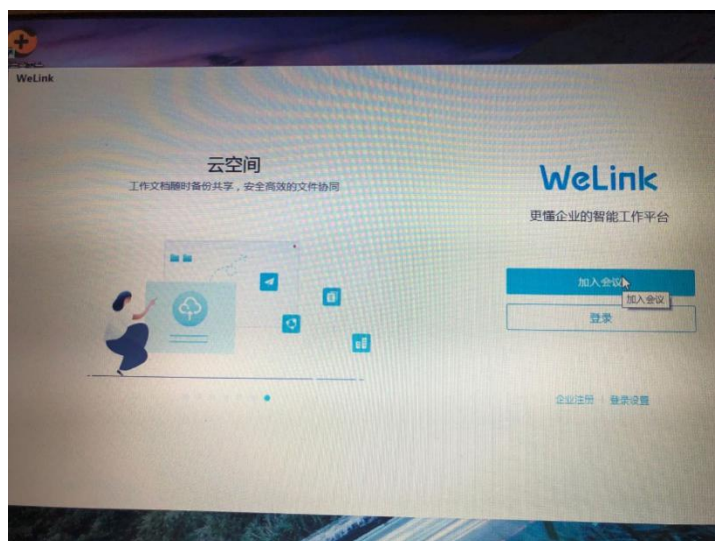 WeLink
云空间
工作文档随时备份共享，安全高效的文件协同
WeLink
更懂企业的智能工作平台
加入会议
加入会议
登录
企业注册 | 登录设置